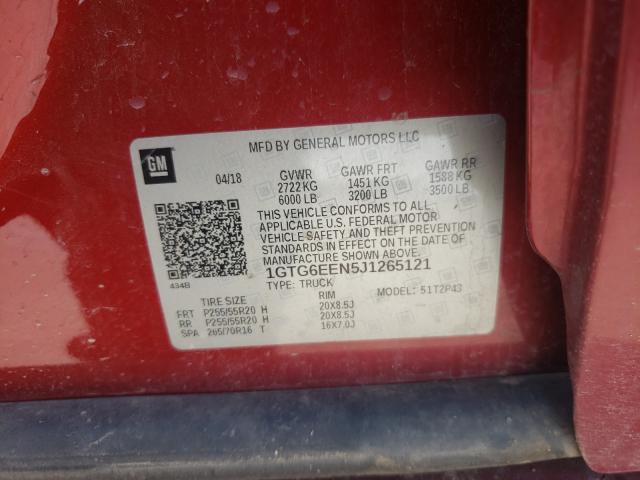 MFD BY GENERAL MOTORS LLC
GM
04/18 GVWR GAWR FRT GAWR RR
2722 KG 1451 KG 1588 KG
6000 LB 3200 LB 3500 LB
THIS VEHICLE CONFORMS TO ALL
APPLICABLE U.S. FEDERAL MOTOR
VEHICLE SAFETY AND THEFT PREVENTION
STANDARDS IN EFFECT ON THE DATE OF
MANUFACTURE SHOWN ABOVE.
434B
1GTG6EEN5J1265121
TYPE: TRUCK MODEL: 51T2P43
TIRE SIZE RIM
FRT P255/55R20 H 20X8.5J
RR P255/55R20 H 20X8.5J
SPA 265/70R16 T 16X7.0J